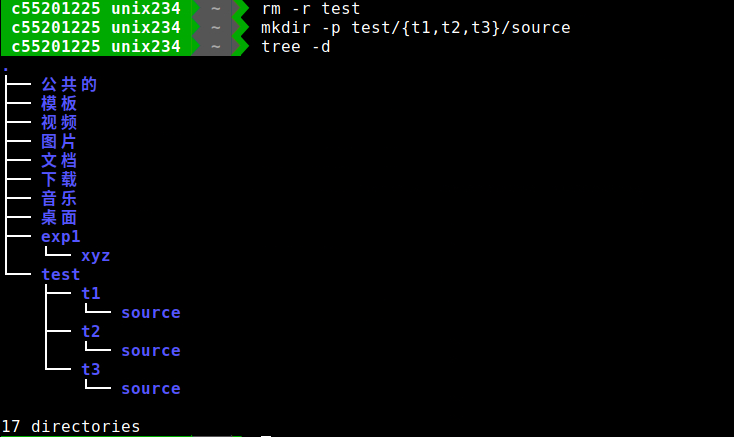 c55201225 unix234 ~ rm -r test
c55201225 unix234 ~ mkdir -p test/{t1,t2,t3}/source
c55201225 unix234 ~ tree -d
.
├── 公共的
├── 模板
├── 视频
├── 图片
├── 文档
├── 下载
├── 音乐
├── 桌面
├── exp1
│   └── xyz
└── test
    ├── t1
    │   └── source
    ├── t2
    │   └── source
    └── t3
        └── source
17 directories